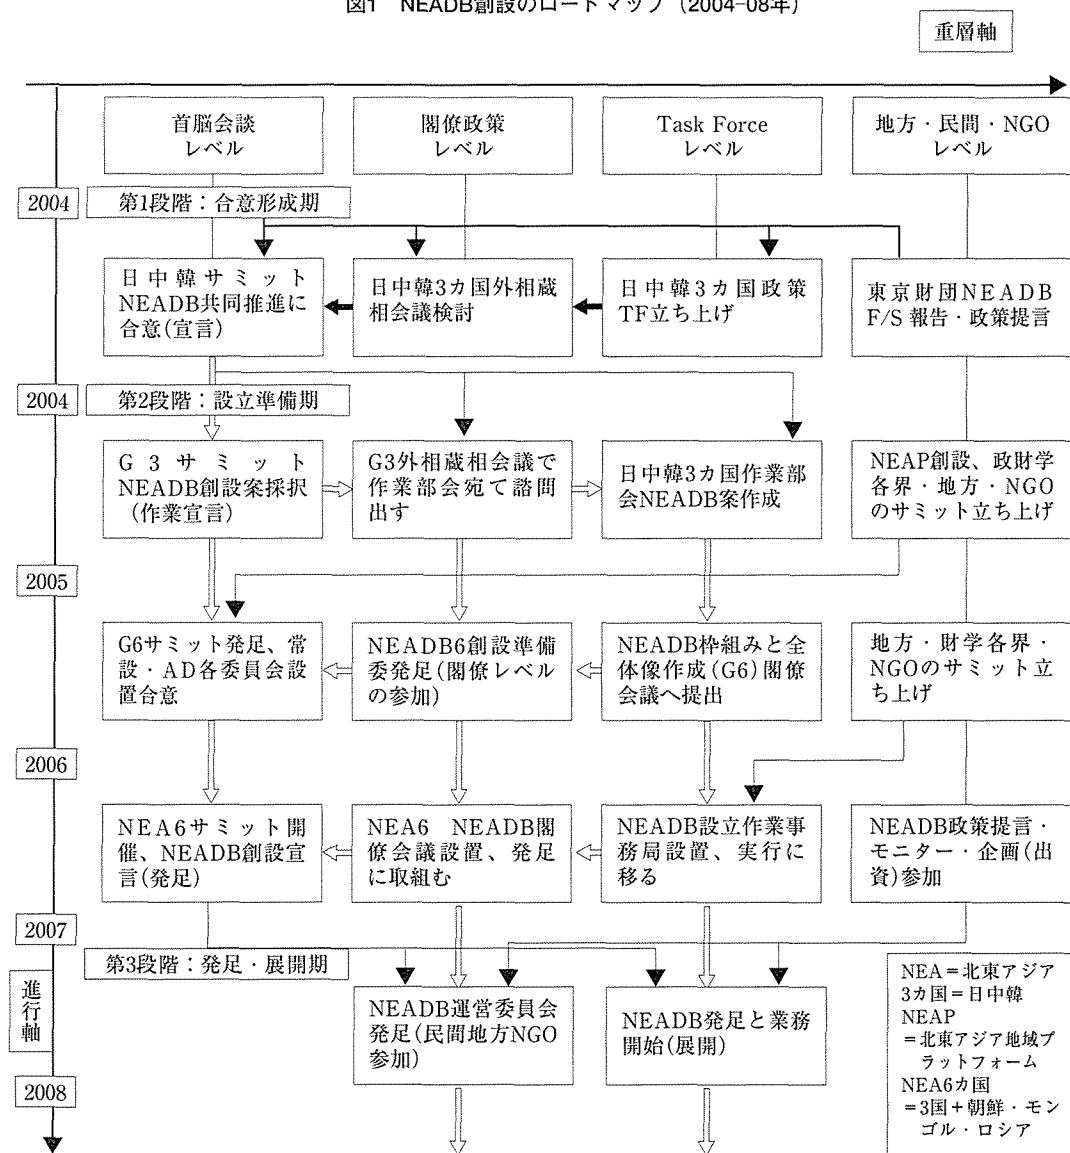 図1 NEADB創設のロードマップ（2004-08年）
重層軸
首脳会談
レベル
閣僚政策
レベル
Task Force
レベル
地方・民間・NGO
レベル
2004
第1段階：合意形成期
日中韓サミット
NEADB共同推進に
合意(宣言)
日中韓3カ国外相蔵
相会議検討
日中韓3カ国政策
TF立ち上げ
東京財団NEADB
F/S報告・政策提言
2004
第2段階：設立準備期
G3サミット
NEADB創設案採択
（作業宣言）
G3外相蔵相会議で
作業部会宛て諮問
出す
日中韓3カ国作業部
会NEADB案作成
NEAP創設、政財学
各界・地方・NGO
のサミット立ち上げ
2005
G6サミット発足、常
設・AD各委員会設
置合意
NEADB6創設準備
委発足(閣僚レベル
の参加)
NEADB枠組みと全
体像作成(G6)閣僚
会議へ提出
地方・財学各界・
NGOのサミット立
ち上げ
2006
NEA6サミット開
催、NEADB創設宣
言(発足)
NEA6 NEADB閣
僚会議設置、発足
に取組む
NEADB設立作業事
務局設置、実行に
移る
NEADB政策提言・
モニター・企画(出
資)参加
2007
第3段階：発足・展開期
進行軸
NEADB運営委員会
発足(民間地方NGO
参加)
NEADB発足と業務
開始(展開)
NEA＝北東アジア
3カ国＝日中韓
NEAP
＝北東アジア地域プ
ラットフォーム
NEA6カ国
＝3国＋朝鮮・モン
ゴル・ロシア
2008